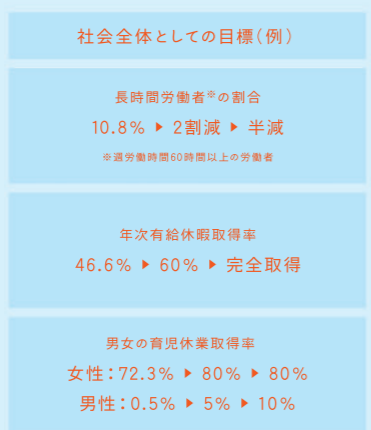 社会全体としての目標(例)
長時間労働者※の割合
10.8% ▶ 2割減 ▶ 半減
※週労働時間60時間以上の労働者
年次有給休暇取得率
46.6% ▶ 60% ▶ 完全取得
男女の育児休業取得率
女性:72.3% ▶ 80% ▶ 80%
男性:0.5% ▶ 5% ▶ 10%